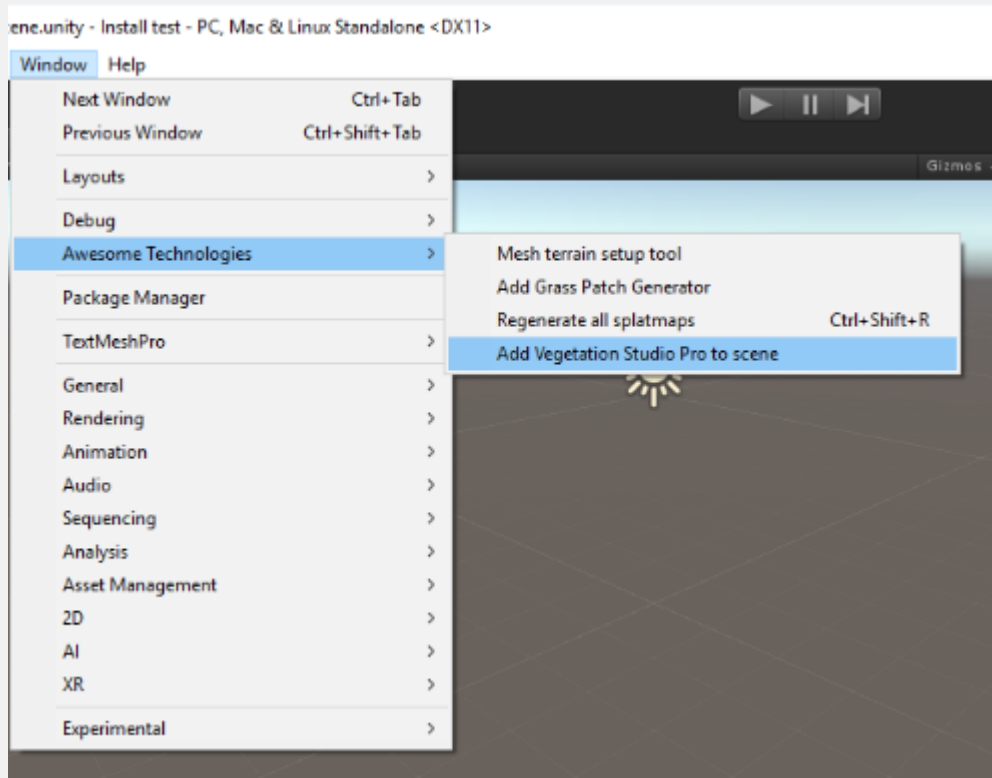 ene.unity - Install test - PC, Mac & Linux Standalone <DX11>
Window Help
Next Window Ctrl+Tab
Previous Window Ctrl+Shift+Tab
Layouts
Debug
Awesome Technologies
Package Manager
TextMeshPro
General
Rendering
Animation
Audio
Sequencing
Analysis
Asset Management
2D
AI
XR
Experimental
Mesh terrain setup tool
Add Grass Patch Generator
Regenerate all splatmaps Ctrl+Shift+R
Add Vegetation Studio Pro to scene
Gizmos